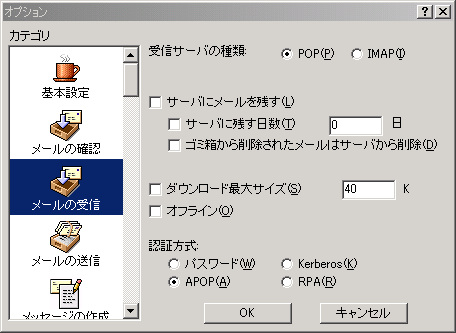 オプション
カテゴリ
基本設定
メールの確認
メールの受信
メールの送信
メッセージの作成
受信サーバの種類:
POP(P)
IMAP(I)
サーバにメールを残す(L)
サーバに残す日数(T)
0
日
ゴミ箱から削除されたメールはサーバから削除(D)
ダウンロード最大サイズ(S)
40
K
オフライン(O)
認証方式:
パスワード(W)
Kerberos(K)
APOP(A)
RPA(R)
OK
キャンセル